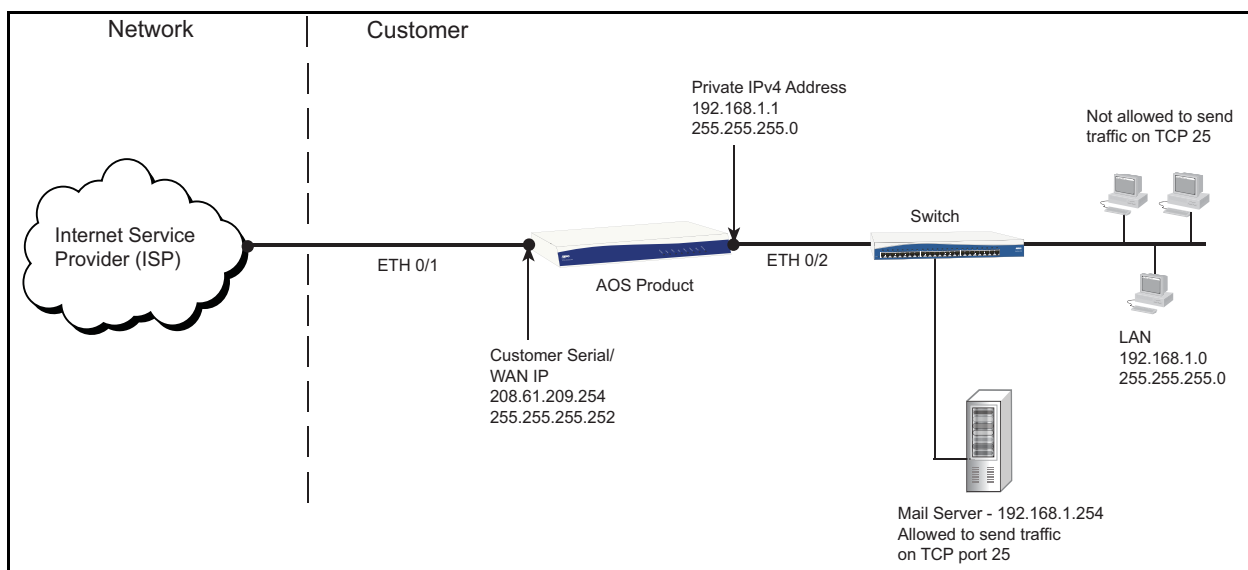 Network
Customer
Private IPv4 Address
192.168.1.1
255.255.255.0
Not allowed to send
traffic on TCP 25
Internet Service
Provider (ISP)
ETH 0/1
AOS Product
ETH 0/2
Switch
Customer Serial/
WAN IP
208.61.209.254
255.255.255.252
LAN
192.168.1.0
255.255.255.0
Mail Server - 192.168.1.254
Allowed to send traffic
on TCP port 25